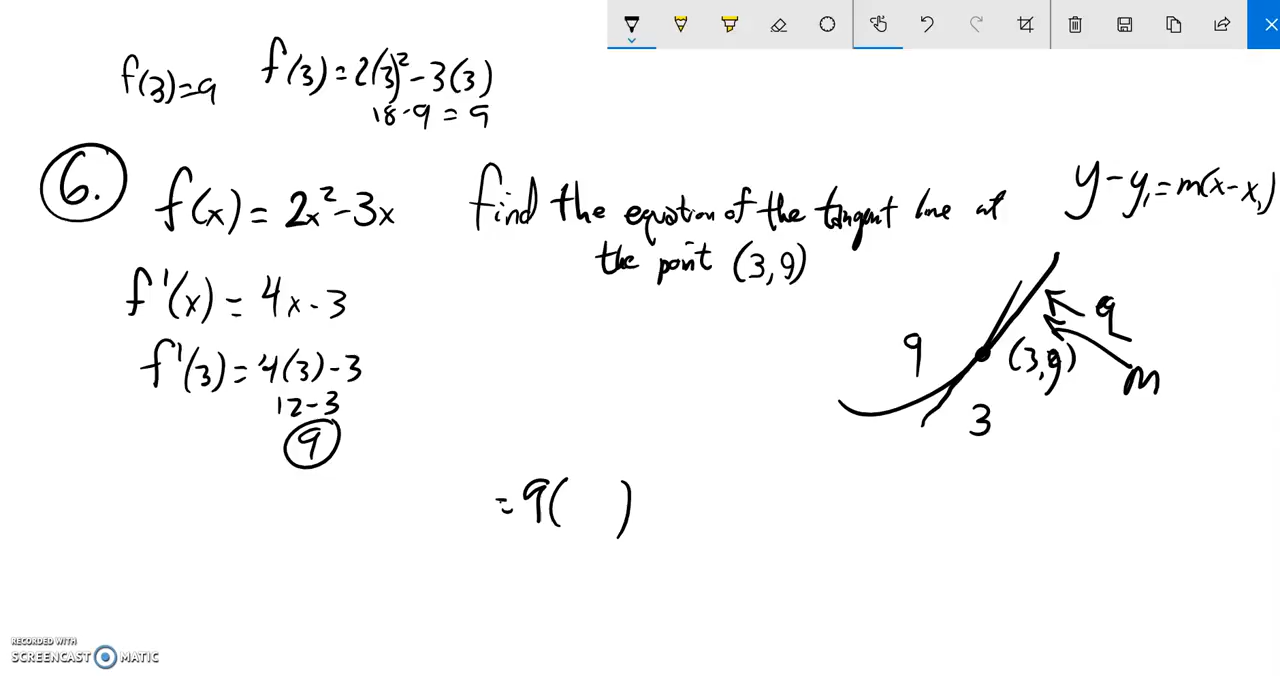 f(3)=9 f(3)=2(3)²-3(3)
18-9=9
6. f(x)=2x²-3x find the equation of the tangent line at
the point (3,9)
y-y₁=m(x-x₁)
f'(x)=4x-3
f'(3)=4(3)-3
12-3
9
9 (3,9) 9
m
3
=9( )
RECORDED WITH
SCREENCAST MATIC